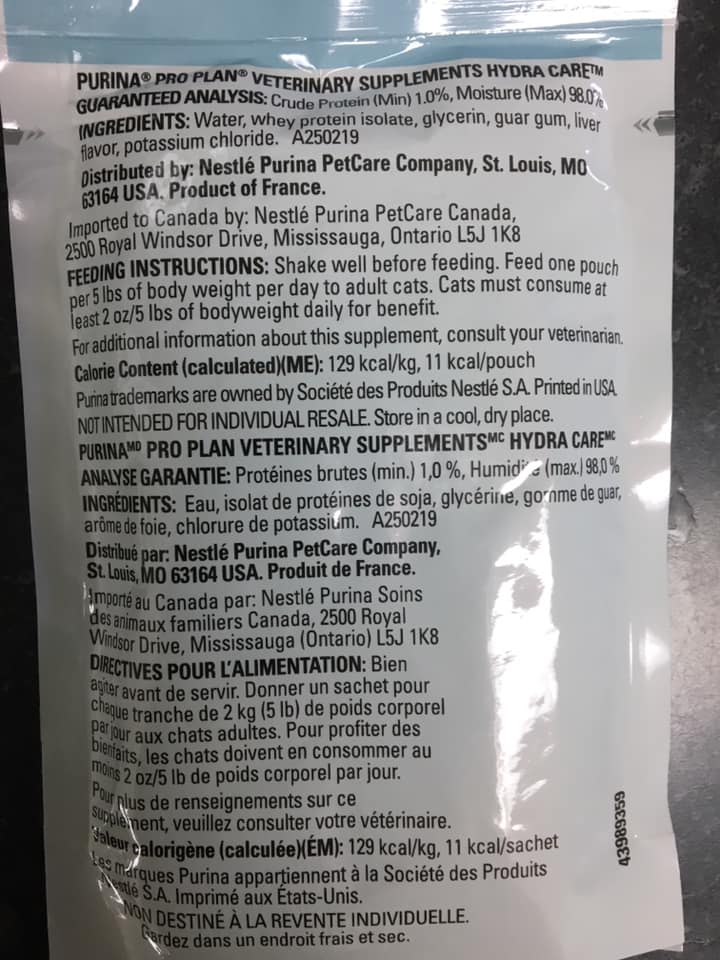 PURINA® PRO PLAN® VETERINARY SUPPLEMENTS HYDRA CARE™
GUARANTEED ANALYSIS: Crude Protein (Min) 1.0%, Moisture (Max) 98.0%
INGREDIENTS: Water, whey protein isolate, glycerin, guar gum, liver
flavor, potassium chloride. A250219
Distributed by: Nestlé Purina PetCare Company, St. Louis, MO
63164 USA. Product of France.
Imported to Canada by: Nestlé Purina PetCare Canada,
2500 Royal Windsor Drive, Mississauga, Ontario L5J 1K8
FEEDING INSTRUCTIONS: Shake well before feeding. Feed one pouch
per 5 lbs of body weight per day to adult cats. Cats must consume at
least 2 oz/5 lbs of bodyweight daily for benefit.
For additional information about this supplement, consult your veterinarian.
Calorie Content (calculated)(ME): 129 kcal/kg, 11 kcal/pouch
Purina trademarks are owned by Société des Produits Nestlé S.A. Printed in USA.
NOT INTENDED FOR INDIVIDUAL RESALE. Store in a cool, dry place.
PURINAᴹᴰ PRO PLAN VETERINARY SUPPLEMENTSᴹᶜ HYDRA CAREᴹᶜ
ANALYSE GARANTIE: Protéines brutes (min.) 1,0 %, Humidité (max.) 98,0 %
INGRÉDIENTS: Eau, isolat de protéines de soja, glycérine, gomme de guar,
arôme de foie, chlorure de potassium. A250219
Distribué par: Nestlé Purina PetCare Company,
St. Louis, MO 63164 USA. Produit de France.
Importé au Canada par: Nestlé Purina Soins
des animaux familiers Canada, 2500 Royal
Windsor Drive, Mississauga (Ontario) L5J 1K8
DIRECTIVES POUR L'ALIMENTATION: Bien
agiter avant de servir. Donner un sachet pour
chaque tranche de 2 kg (5 lb) de poids corporel
par jour aux chats adultes. Pour profiter des
bienfaits, les chats doivent en consommer au
moins 2 oz/5 lb de poids corporel par jour.
Pour plus de renseignements sur ce
supplément, veuillez consulter votre vétérinaire.
Valeur calorigène (calculée)(ÉM): 129 kcal/kg, 11 kcal/sachet
Les marques Purina appartiennent à la Société des Produits
Nestlé S.A. Imprimé aux États-Unis.
NON DESTINÉ À LA REVENTE INDIVIDUELLE.
Gardez dans un endroit frais et sec.
43989359